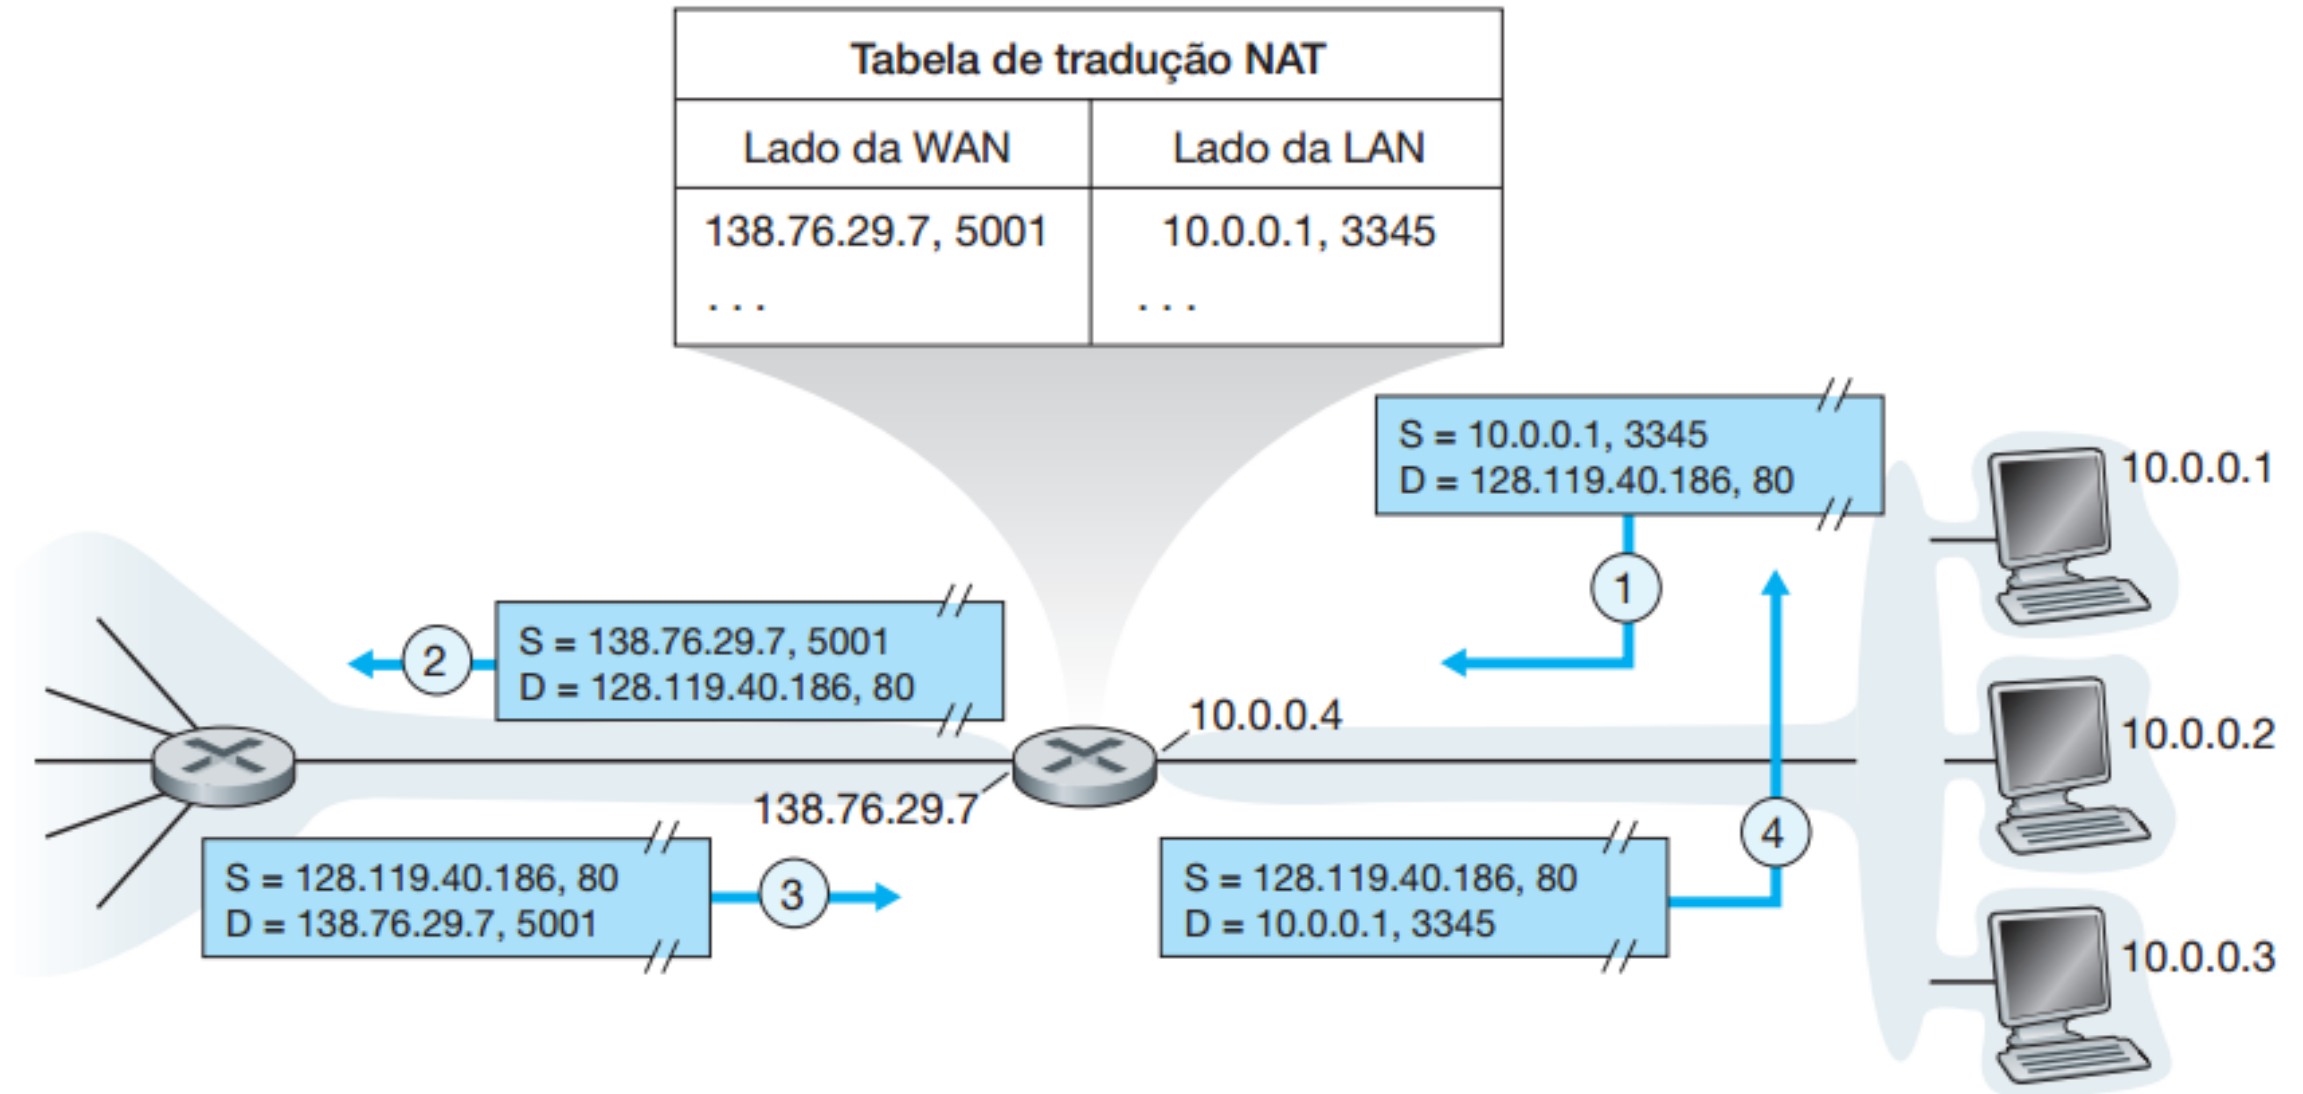 Tabela de tradução NAT
Lado da WAN Lado da LAN
138.76.29.7, 5001 10.0.0.1, 3345
. . . . . .
S = 10.0.0.1, 3345
D = 128.119.40.186, 80
10.0.0.1
1
S = 138.76.29.7, 5001
D = 128.119.40.186, 80
2
10.0.0.4
10.0.0.2
138.76.29.7
4
S = 128.119.40.186, 80
D = 138.76.29.7, 5001
3
S = 128.119.40.186, 80
D = 10.0.0.1, 3345
10.0.0.3